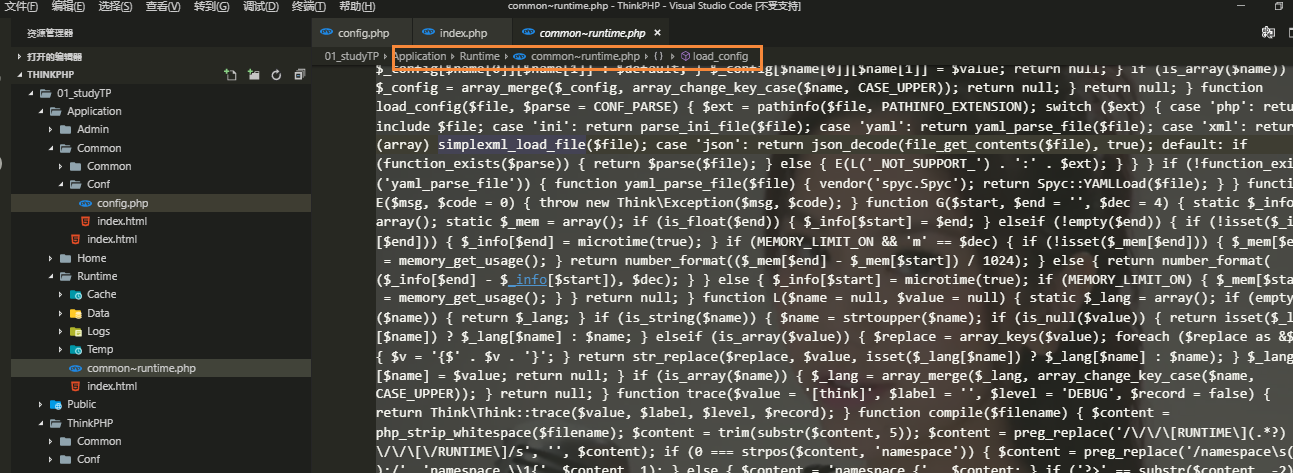 文件(F) 编辑(E) 选择(S) 查看(V) 转到(G) 调试(D) 终端(T) 帮助(H) common~runtime.php - ThinkPHP - Visual Studio Code [不受支持]
资源管理器 config.php index.php common~runtime.php ×
打开的编辑器 01_studyTP Application Runtime common~runtime.php { } load_config
THINKPHP
01_studyTP
Application
Admin
Common
Common
Conf
config.php
index.html
index.html
Home
Runtime
Cache
Data
Logs
Temp
common~runtime.php
index.html
Public
ThinkPHP
Common
Conf
$_config[$name[0]][$name[1]] : $default; } $_config[$name[0]][$name[1]] = $value; return null; } if (is_array($name))
$_config = array_merge($_config, array_change_key_case($name, CASE_UPPER)); return null; } return null; } function
load_config($file, $parse = CONF_PARSE) { $ext = pathinfo($file, PATHINFO_EXTENSION); switch ($ext) { case 'php': retu
include $file; case 'ini': return parse_ini_file($file); case 'yaml': return yaml_parse_file($file); case 'xml': return
(array) simplexml_load_file($file); case 'json': return json_decode(file_get_contents($file), true); default: if
(function_exists($parse)) { return $parse($file); } else { E(L('_NOT_SUPPORT_') . ':' . $ext); } } } if (!function_exis
('yaml_parse_file')) { function yaml_parse_file($file) { vendor('spyc.Spyc'); return Spyc::YAMLLoad($file); } } functi
E($msg, $code = 0) { throw new Think\Exception($msg, $code); } function G($start, $end = '', $dec = 4) { static $_info
array(); static $_mem = array(); if (is_float($end)) { $_info[$start] = $end; } elseif (!empty($end)) { if (!isset($_i
[$end])) { $_info[$end] = microtime(true); } if (MEMORY_LIMIT_ON && 'm' == $dec) { if (!isset($_mem[$end])) { $_mem[$e
= memory_get_usage(); } return number_format(($_mem[$end] - $_mem[$start]) / 1024); } else { return number_format(
($_info[$end] - $_info[$start]), $dec); } } else { $_info[$start] = microtime(true); if (MEMORY_LIMIT_ON) { $_mem[$sta
= memory_get_usage(); } } return null; } function L($name = null, $value = null) { static $_lang = array(); if (empty
($name)) { return $_lang; } if (is_string($name)) { $name = strtoupper($name); if (is_null($value)) { return isset($_l
[$name]) ? $_lang[$name] : $name; } elseif (is_array($value)) { $replace = array_keys($value); foreach ($replace as &$
{ $v = '{$' . $v . '}'; } return str_replace($replace, $value, isset($_lang[$name]) ? $_lang[$name] : $name); } $_lang
[$name] = $value; return null; } if (is_array($name)) { $_lang = array_merge($_lang, array_change_key_case($name,
CASE_UPPER)); } return null; } function trace($value = '[think]', $label = '', $level = 'DEBUG', $record = false) {
return Think\Think::trace($value, $label, $level, $record); } function compile($filename) { $content =
php_strip_whitespace($filename); $content = trim(substr($content, 5)); $content = preg_replace('/\/\/\[RUNTIME\](.*?)
\/\/\[\/RUNTIME\]/s', '', $content); if (0 === strpos($content, 'namespace')) { $content = preg_replace('/namespace\s(